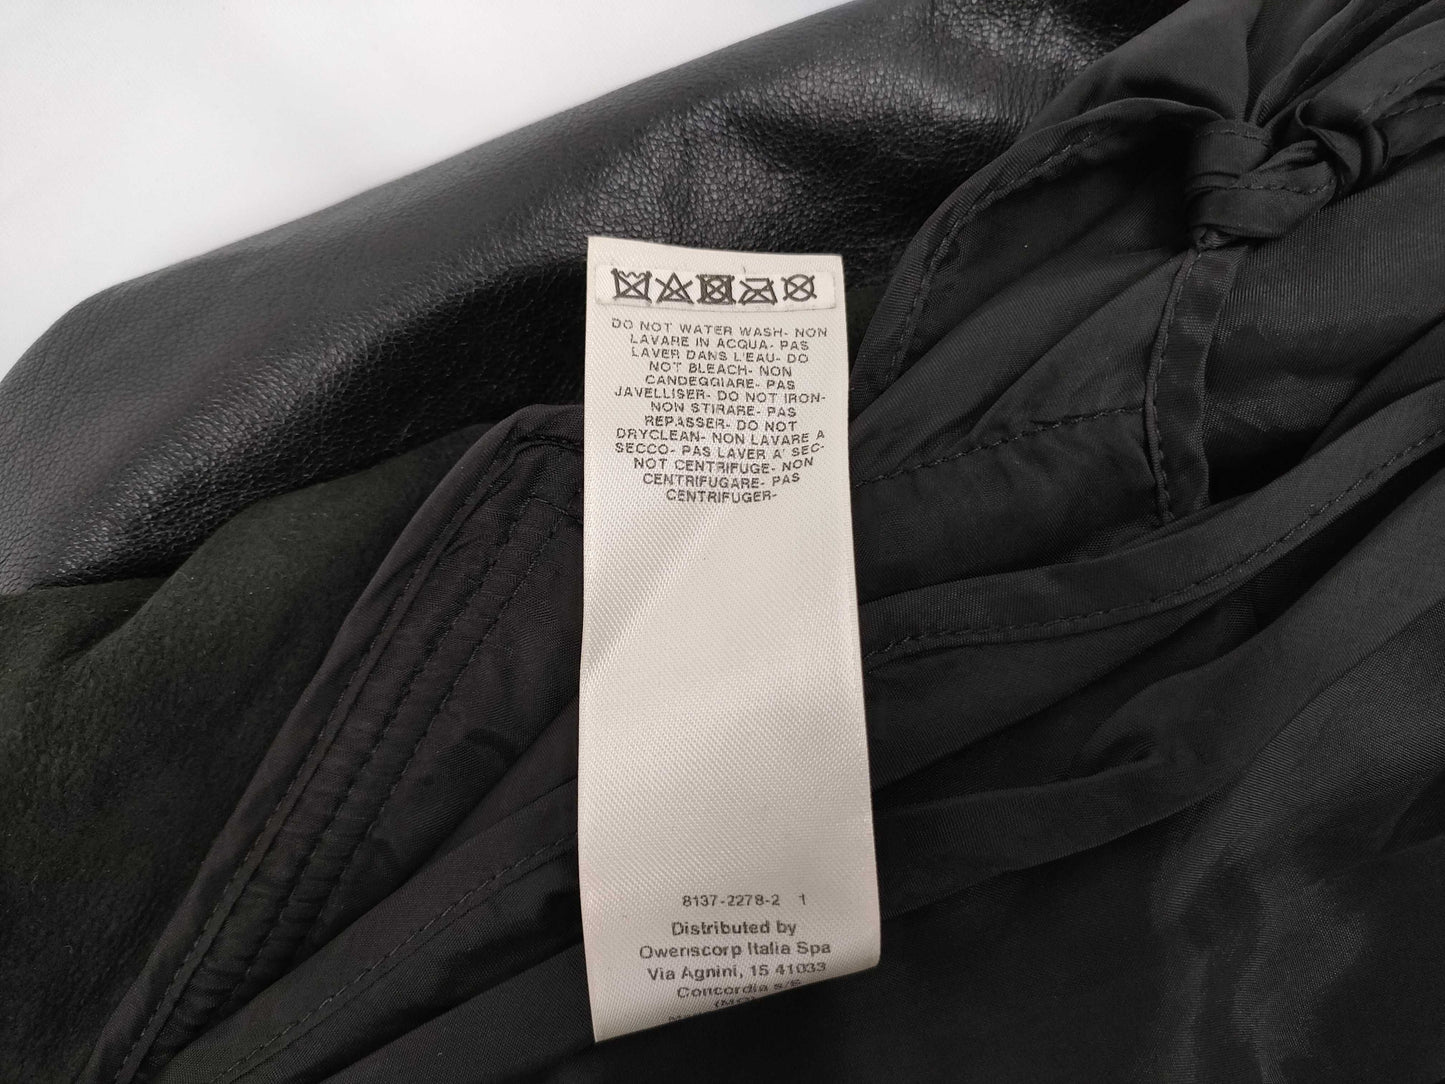 DO NOT WATER WASH- NON
LAVARE IN ACQUA- PAS
LAVER DANS L'EAU- DO
NOT BLEACH- NON
CANDEGGIARE- PAS
JAVELLISER- DO NOT IRON-
NON STIRARE- PAS
REPASSER- DO NOT
DRYCLEAN- NON LAVARE A
SECCO- PAS LAVER A' SEC-
NOT CENTRIFUGE- NON
CENTRIFUGARE- PAS
CENTRIFUGER-
8137-2278-2 1
Distributed by
Owenscorp Italia Spa
Via Agnini, 15 41033
Concordia s/S
(MO)